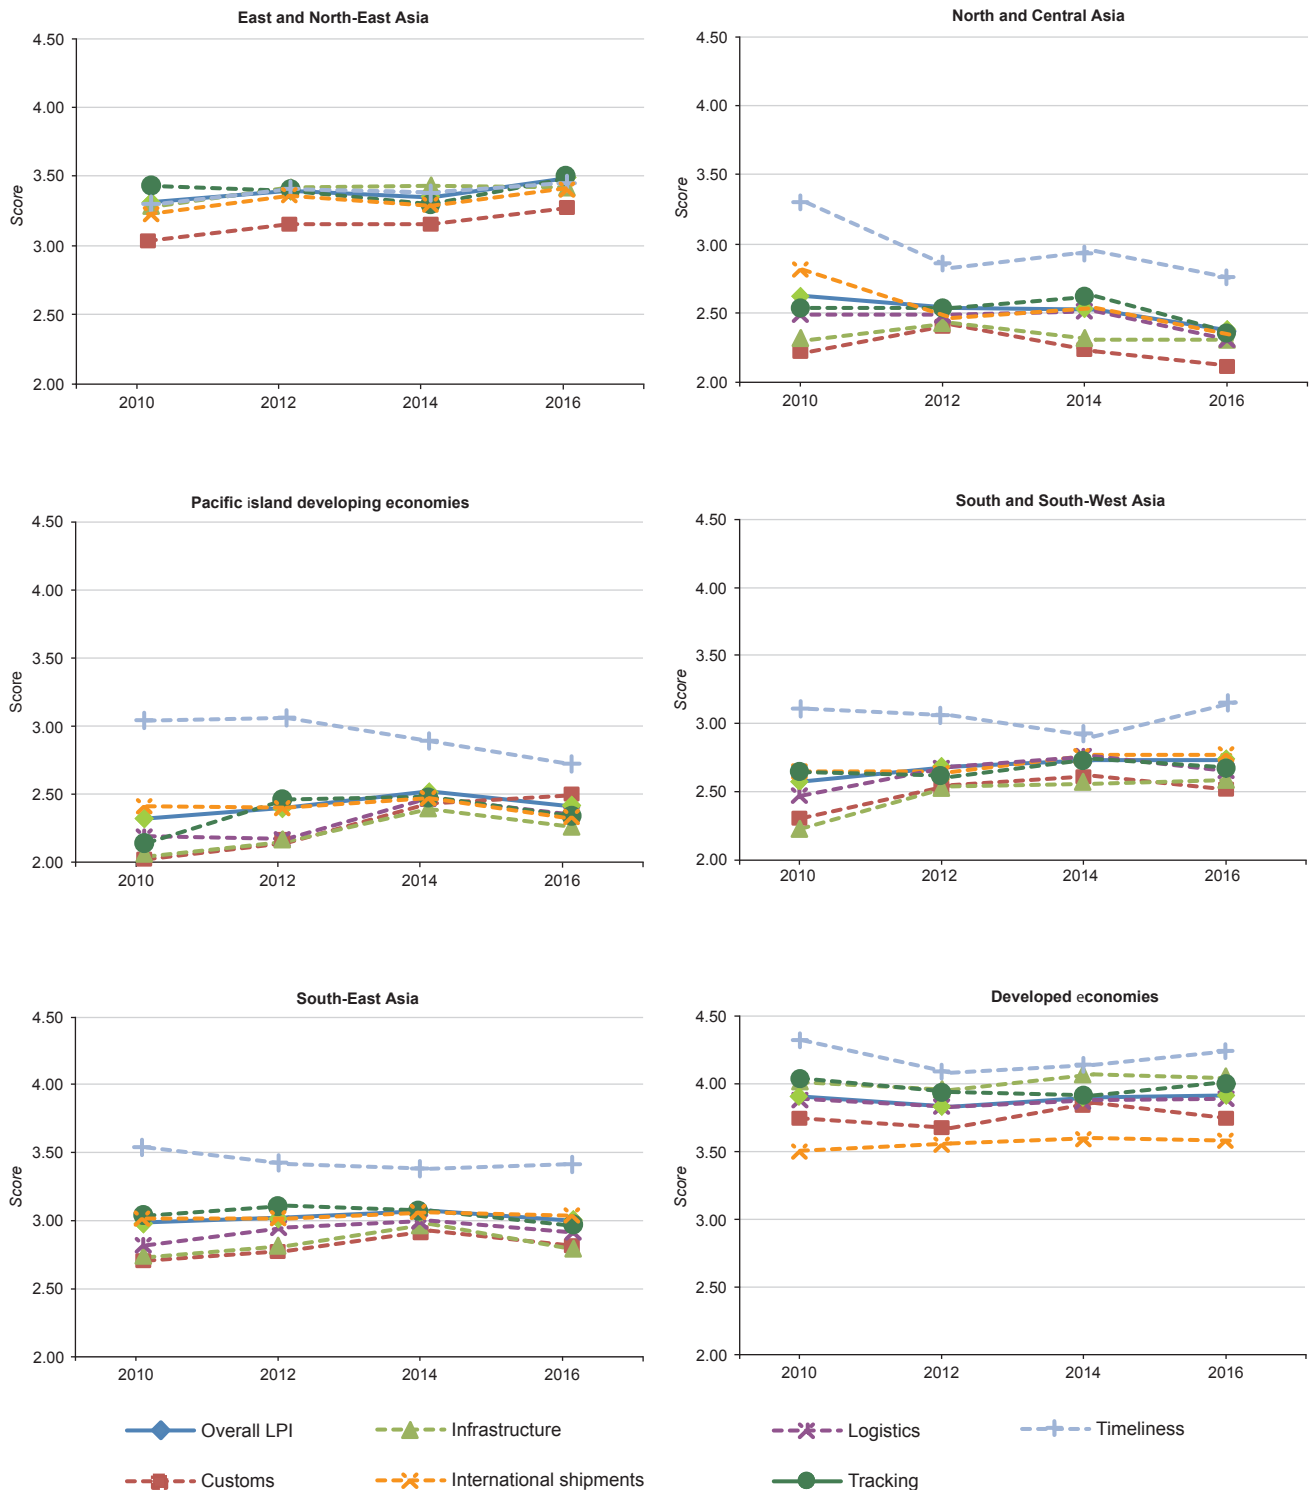 East and North-East Asia
4.50
4.00
3.50
3.00
2.50
2.00
Score
2010 2012 2014 2016
North and Central Asia
4.50
4.00
3.50
3.00
2.50
2.00
Score
2010 2012 2014 2016
Pacific island developing economies
4.50
4.00
3.50
3.00
2.50
2.00
Score
2010 2012 2014 2016
South and South-West Asia
4.50
4.00
3.50
3.00
2.50
2.00
Score
2010 2012 2014 2016
South-East Asia
4.50
4.00
3.50
3.00
2.50
2.00
Score
2010 2012 2014 2016
Developed economies
4.50
4.00
3.50
3.00
2.50
2.00
Score
2010 2012 2014 2016
Overall LPI Infrastructure Logistics Timeliness
Customs International shipments Tracking